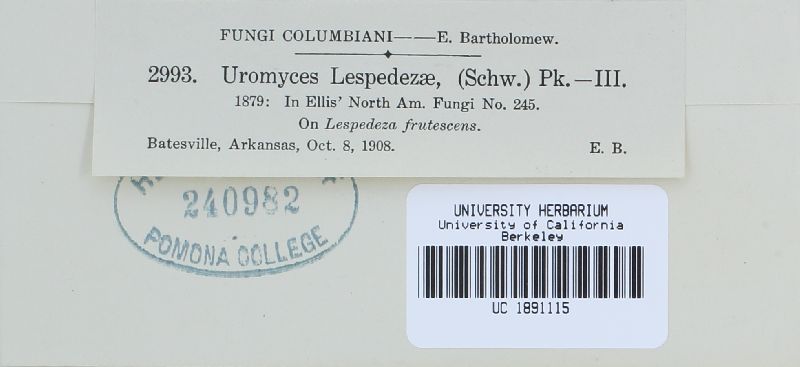 FUNGI COLUMBIANI——E. Bartholomew.
2993. Uromyces Lespedezæ, (Schw.) Pk.—III.
1879: In Ellis' North Am. Fungi No. 245.
On Lespedeza frutescens.
Batesville, Arkansas, Oct. 8, 1908. E. B.
240982
POMONA COLLEGE
UNIVERSITY HERBARIUM
University of California
Berkeley
UC 1891115